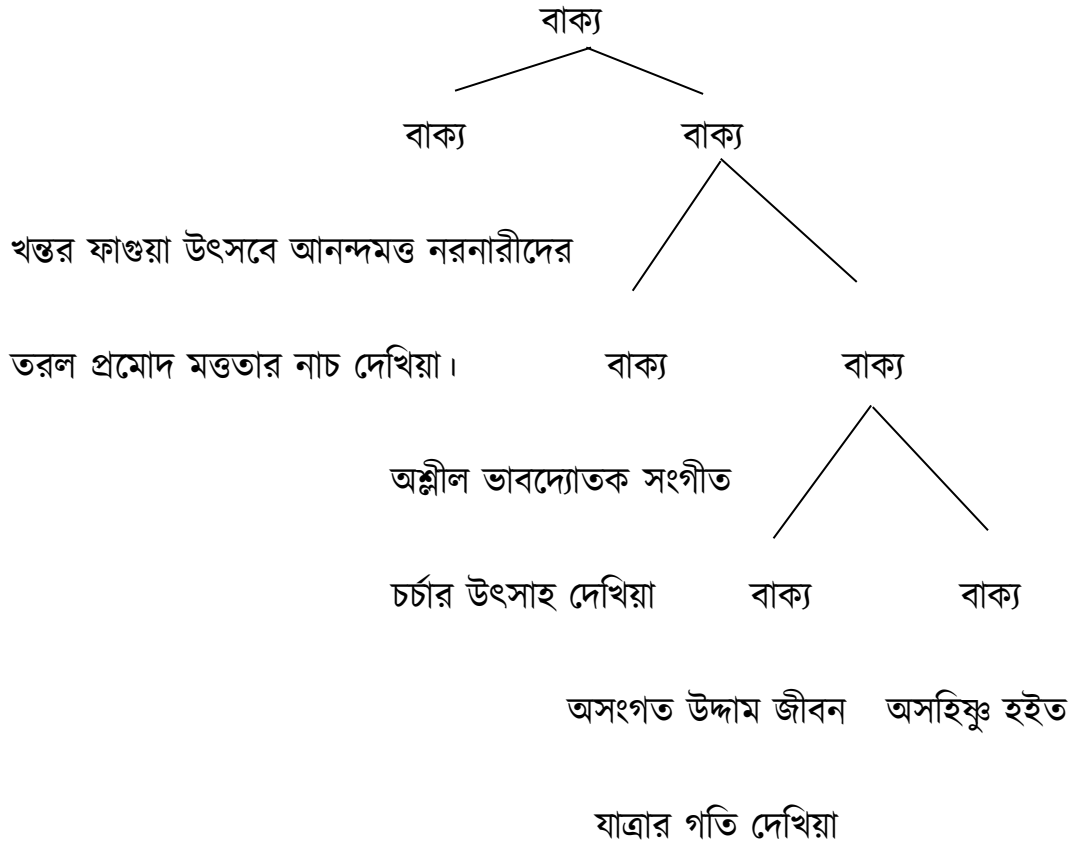 বাক্য
বাক্য বাক্য
খন্তর ফাগুয়া উৎসবে আনন্দমত্ত নরনারীদের
তরল প্রমোদ মত্ততার নাচ দেখিয়া। বাক্য বাক্য
অশ্লীল ভাবদ্যোতক সংগীত
চর্চার উৎসাহ দেখিয়া বাক্য বাক্য
অসংগত উদ্দাম জীবন অসহিষ্ণু হইত
যাত্রার গতি দেখিয়া